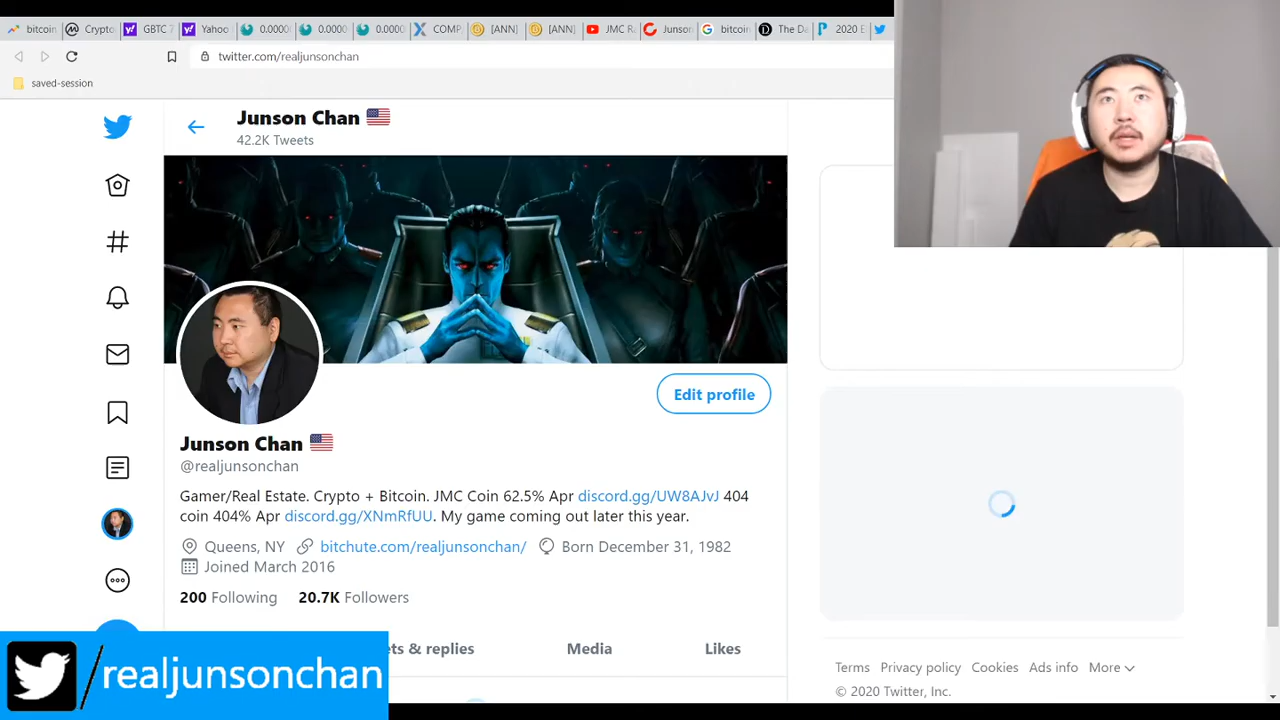 bitcoin
Crypto
GBTC 7
Yahoo
0.0000
0.0000
0.0000
COMP
[ANN]
[ANN]
JMC R
Junson
bitcoin
The Da
2020 E
twitter.com/realjunsonchan
saved-session
Junson Chan
42.2K Tweets
Edit profile
Junson Chan
@realjunsonchan
Gamer/Real Estate. Crypto + Bitcoin. JMC Coin 62.5% Apr discord.gg/UW8AJvJ 404
coin 404% Apr discord.gg/XNmRfUU. My game coming out later this year.
Queens, NY bitchute.com/realjunsonchan/ Born December 31, 1982
Joined March 2016
200 Following 20.7K Followers
ets & replies Media Likes
Terms Privacy policy Cookies Ads info More
© 2020 Twitter, Inc.
/realjunsonchan